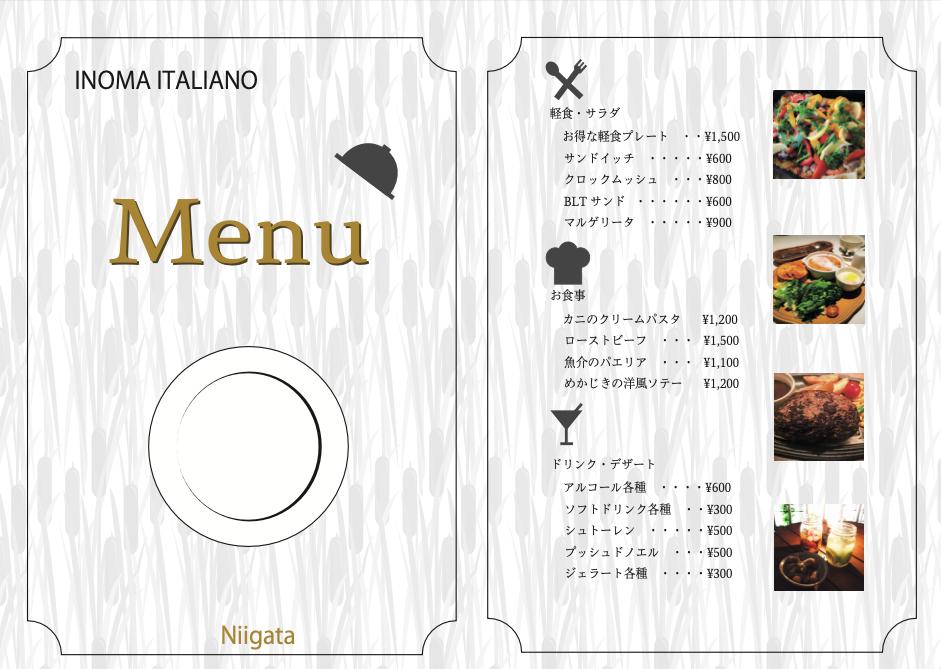 INOMA ITALIANO
Menu
Niigata
軽食・サラダ
お得な軽食プレート ・・¥1,500
サンドイッチ ・・・・・¥600
クロックムッシュ ・・・¥800
BLTサンド ・・・・・・¥600
マルゲリータ ・・・・・¥900
お食事
カニのクリームパスタ ¥1,200
ローストビーフ ・・・ ¥1,500
魚介のパエリア ・・・ ¥1,100
めかじきの洋風ソテー ¥1,200
ドリンク・デザート
アルコール各種 ・・・・¥600
ソフトドリンク各種 ・・¥300
シュトーレン ・・・・・¥500
ブッシュドノエル ・・・¥500
ジェラート各種 ・・・・¥300